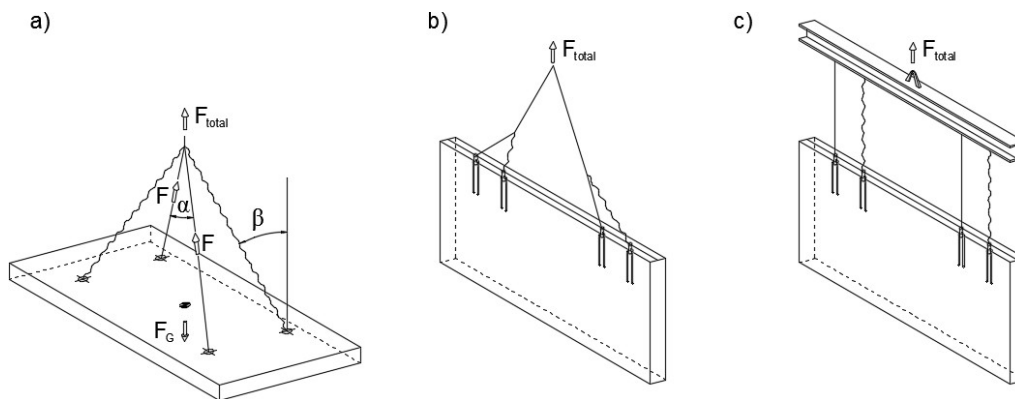 a)
F_total
F
α
F
β
F_G
b)
F_total
c)
F_total